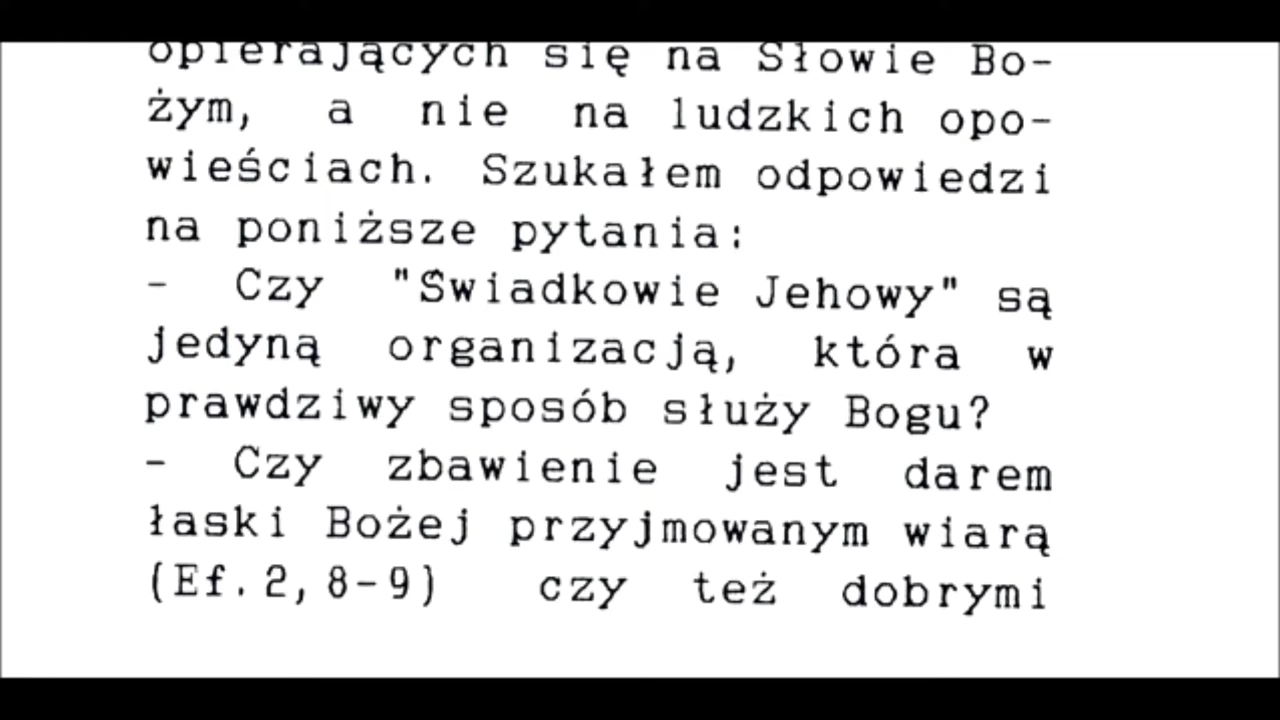 opierających się na Słowie Bo-
żym, a nie na ludzkich opo-
wieściach. Szukałem odpowiedzi
na poniższe pytania:
- Czy "Świadkowie Jehowy" są
jedyną organizacją, która w
prawdziwy sposób służy Bogu?
- Czy zbawienie jest darem
łaski Bożej przyjmowanym wiarą
(Ef.2,8-9) czy też dobrymi